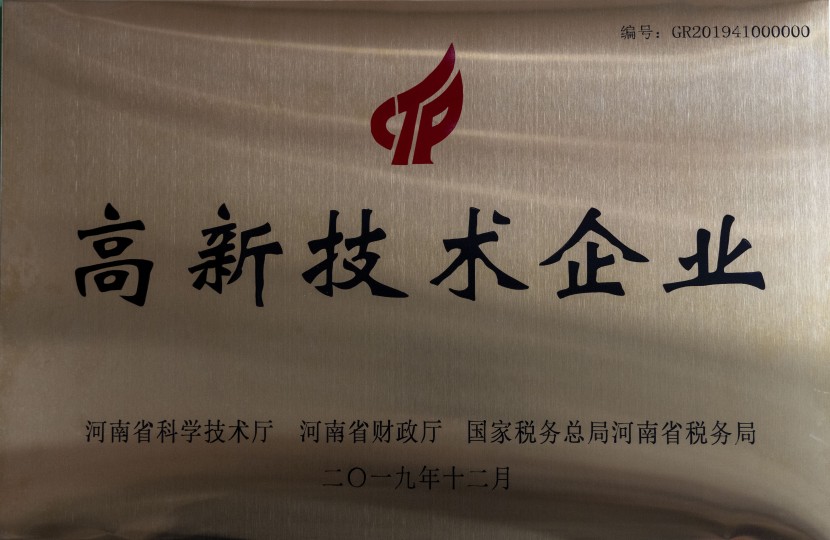 编号：GR201941000000
高新技术企业
河南省科学技术厅 河南省财政厅 国家税务总局河南省税务局
二〇一九年十二月